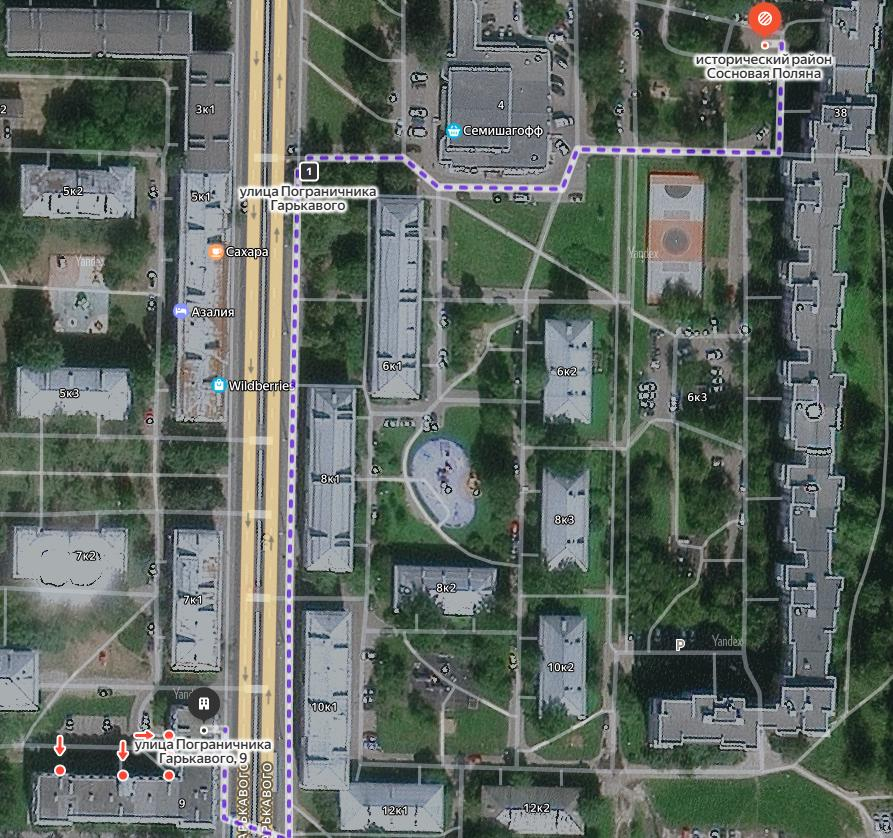 исторический район
Сосновая Поляна
2
3к1
4
Семишагофф
38
1
улица Пограничника
Гарькавого
5к2
5к1
Yandex
Сахара
Yandex
Азалия
6к1
6к2
Wildberrie
5к3
6к3
8к1
8к3
7к2
8к2
7к1
10к2
P
Yandex
10к1
улица Пограничника
Гарькавого, 9
9
12к1
12к2
ЬКАВОГО
РЬКАВОГО